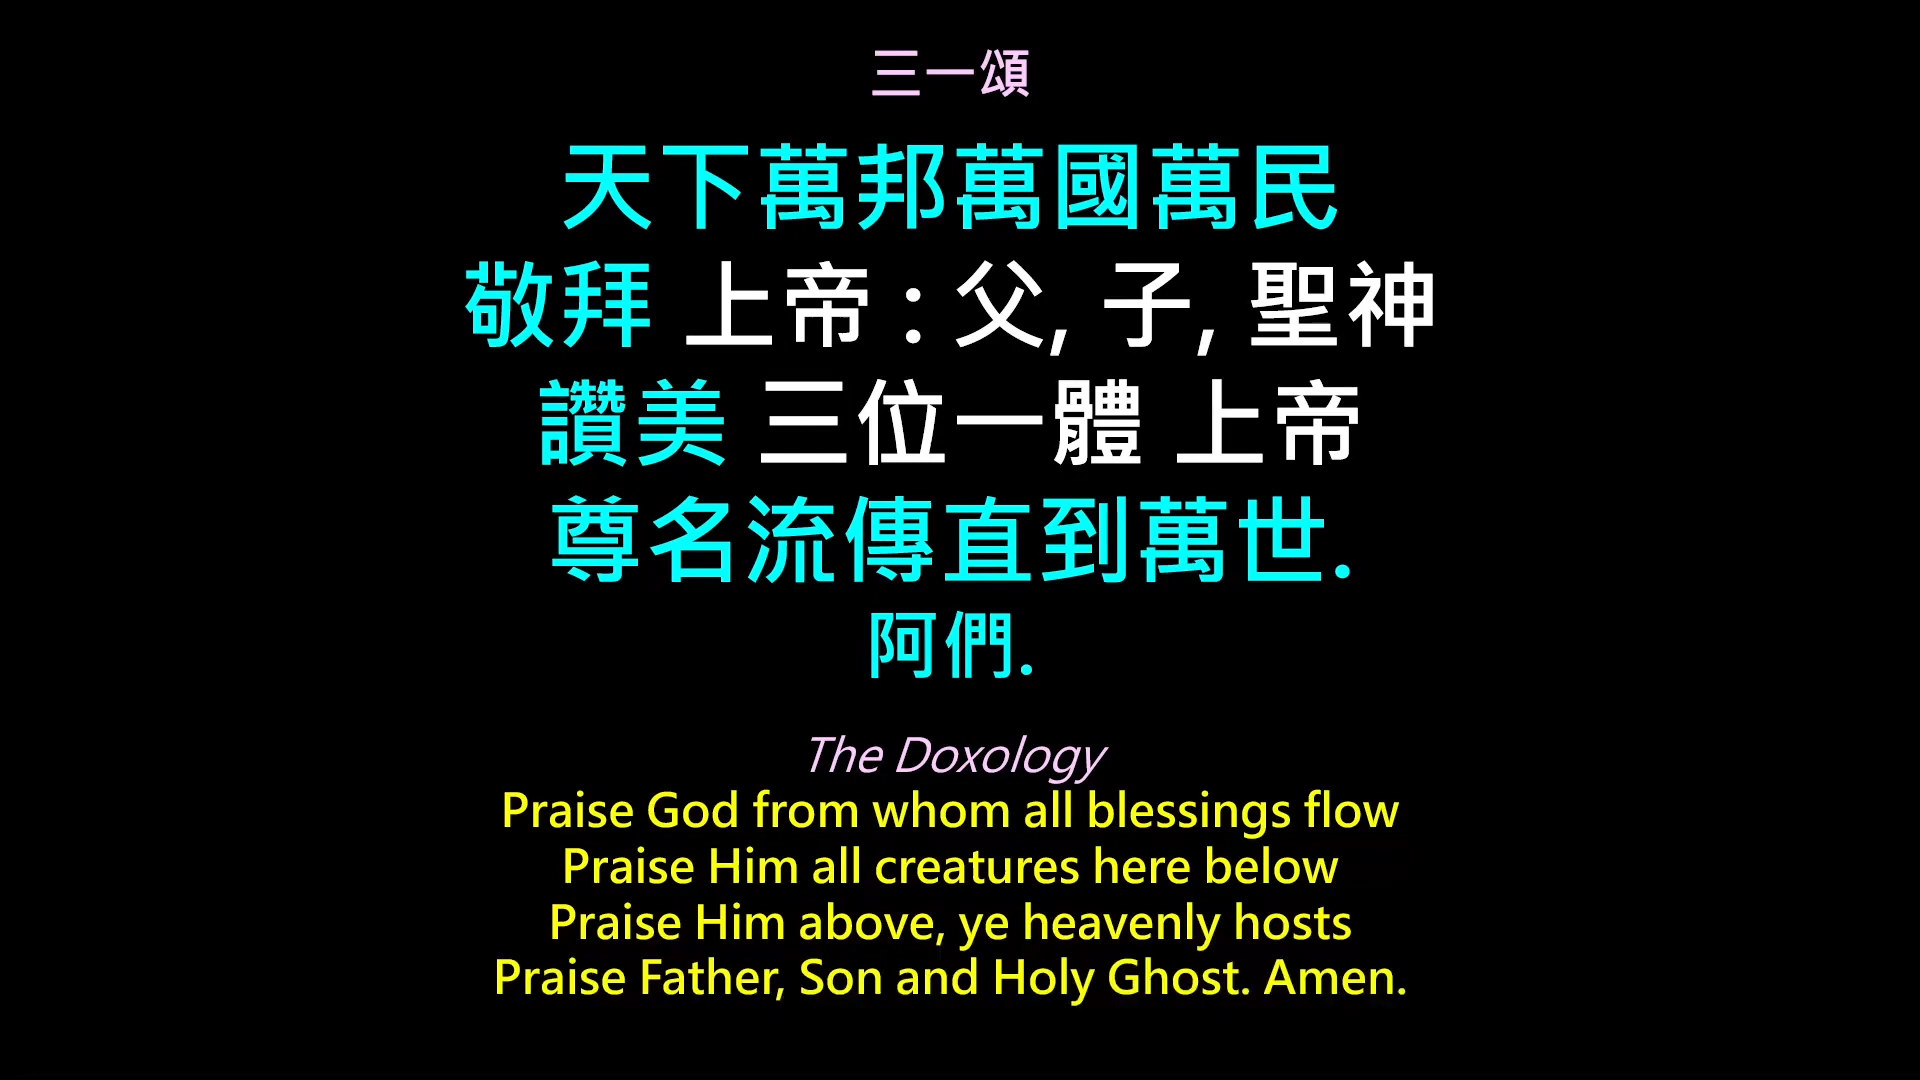 三一頌
天下萬邦萬國萬民
敬拜 上帝 : 父, 子, 聖神
讚美 三位一體 上帝
尊名流傳直到萬世.
阿們.
The Doxology
Praise God from whom all blessings flow
Praise Him all creatures here below
Praise Him above, ye heavenly hosts
Praise Father, Son and Holy Ghost. Amen.